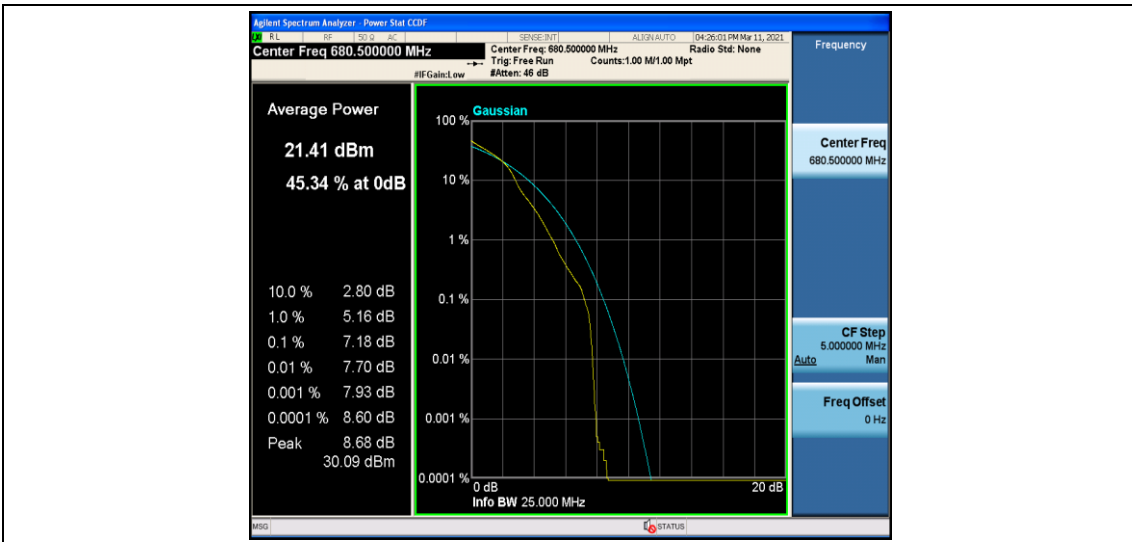 Agilent Spectrum Analyzer - Power Stat CCDF
LXI RL RF 50 Ω AC SENSE:INT ALIGN AUTO 04:26:01 PM Mar 11, 2021
Center Freq 680.500000 MHz
Center Freq: 680.500000 MHz Radio Std: None
Trig: Free Run Counts:1.00 M/1.00 Mpt
#IFGain:Low #Atten: 46 dB
Frequency
Average Power
21.41 dBm
45.34 % at 0dB
10.0 % 2.80 dB
1.0 % 5.16 dB
0.1 % 7.18 dB
0.01 % 7.70 dB
0.001 % 7.93 dB
0.0001 % 8.60 dB
Peak 8.68 dB
30.09 dBm
Gaussian
100 %
10 %
1 %
0.1 %
0.01 %
0.001 %
0.0001 %
0 dB 20 dB
Info BW 25.000 MHz
Center Freq
680.500000 MHz
CF Step
5.000000 MHz
Auto Man
Freq Offset
0 Hz
MSG STATUS